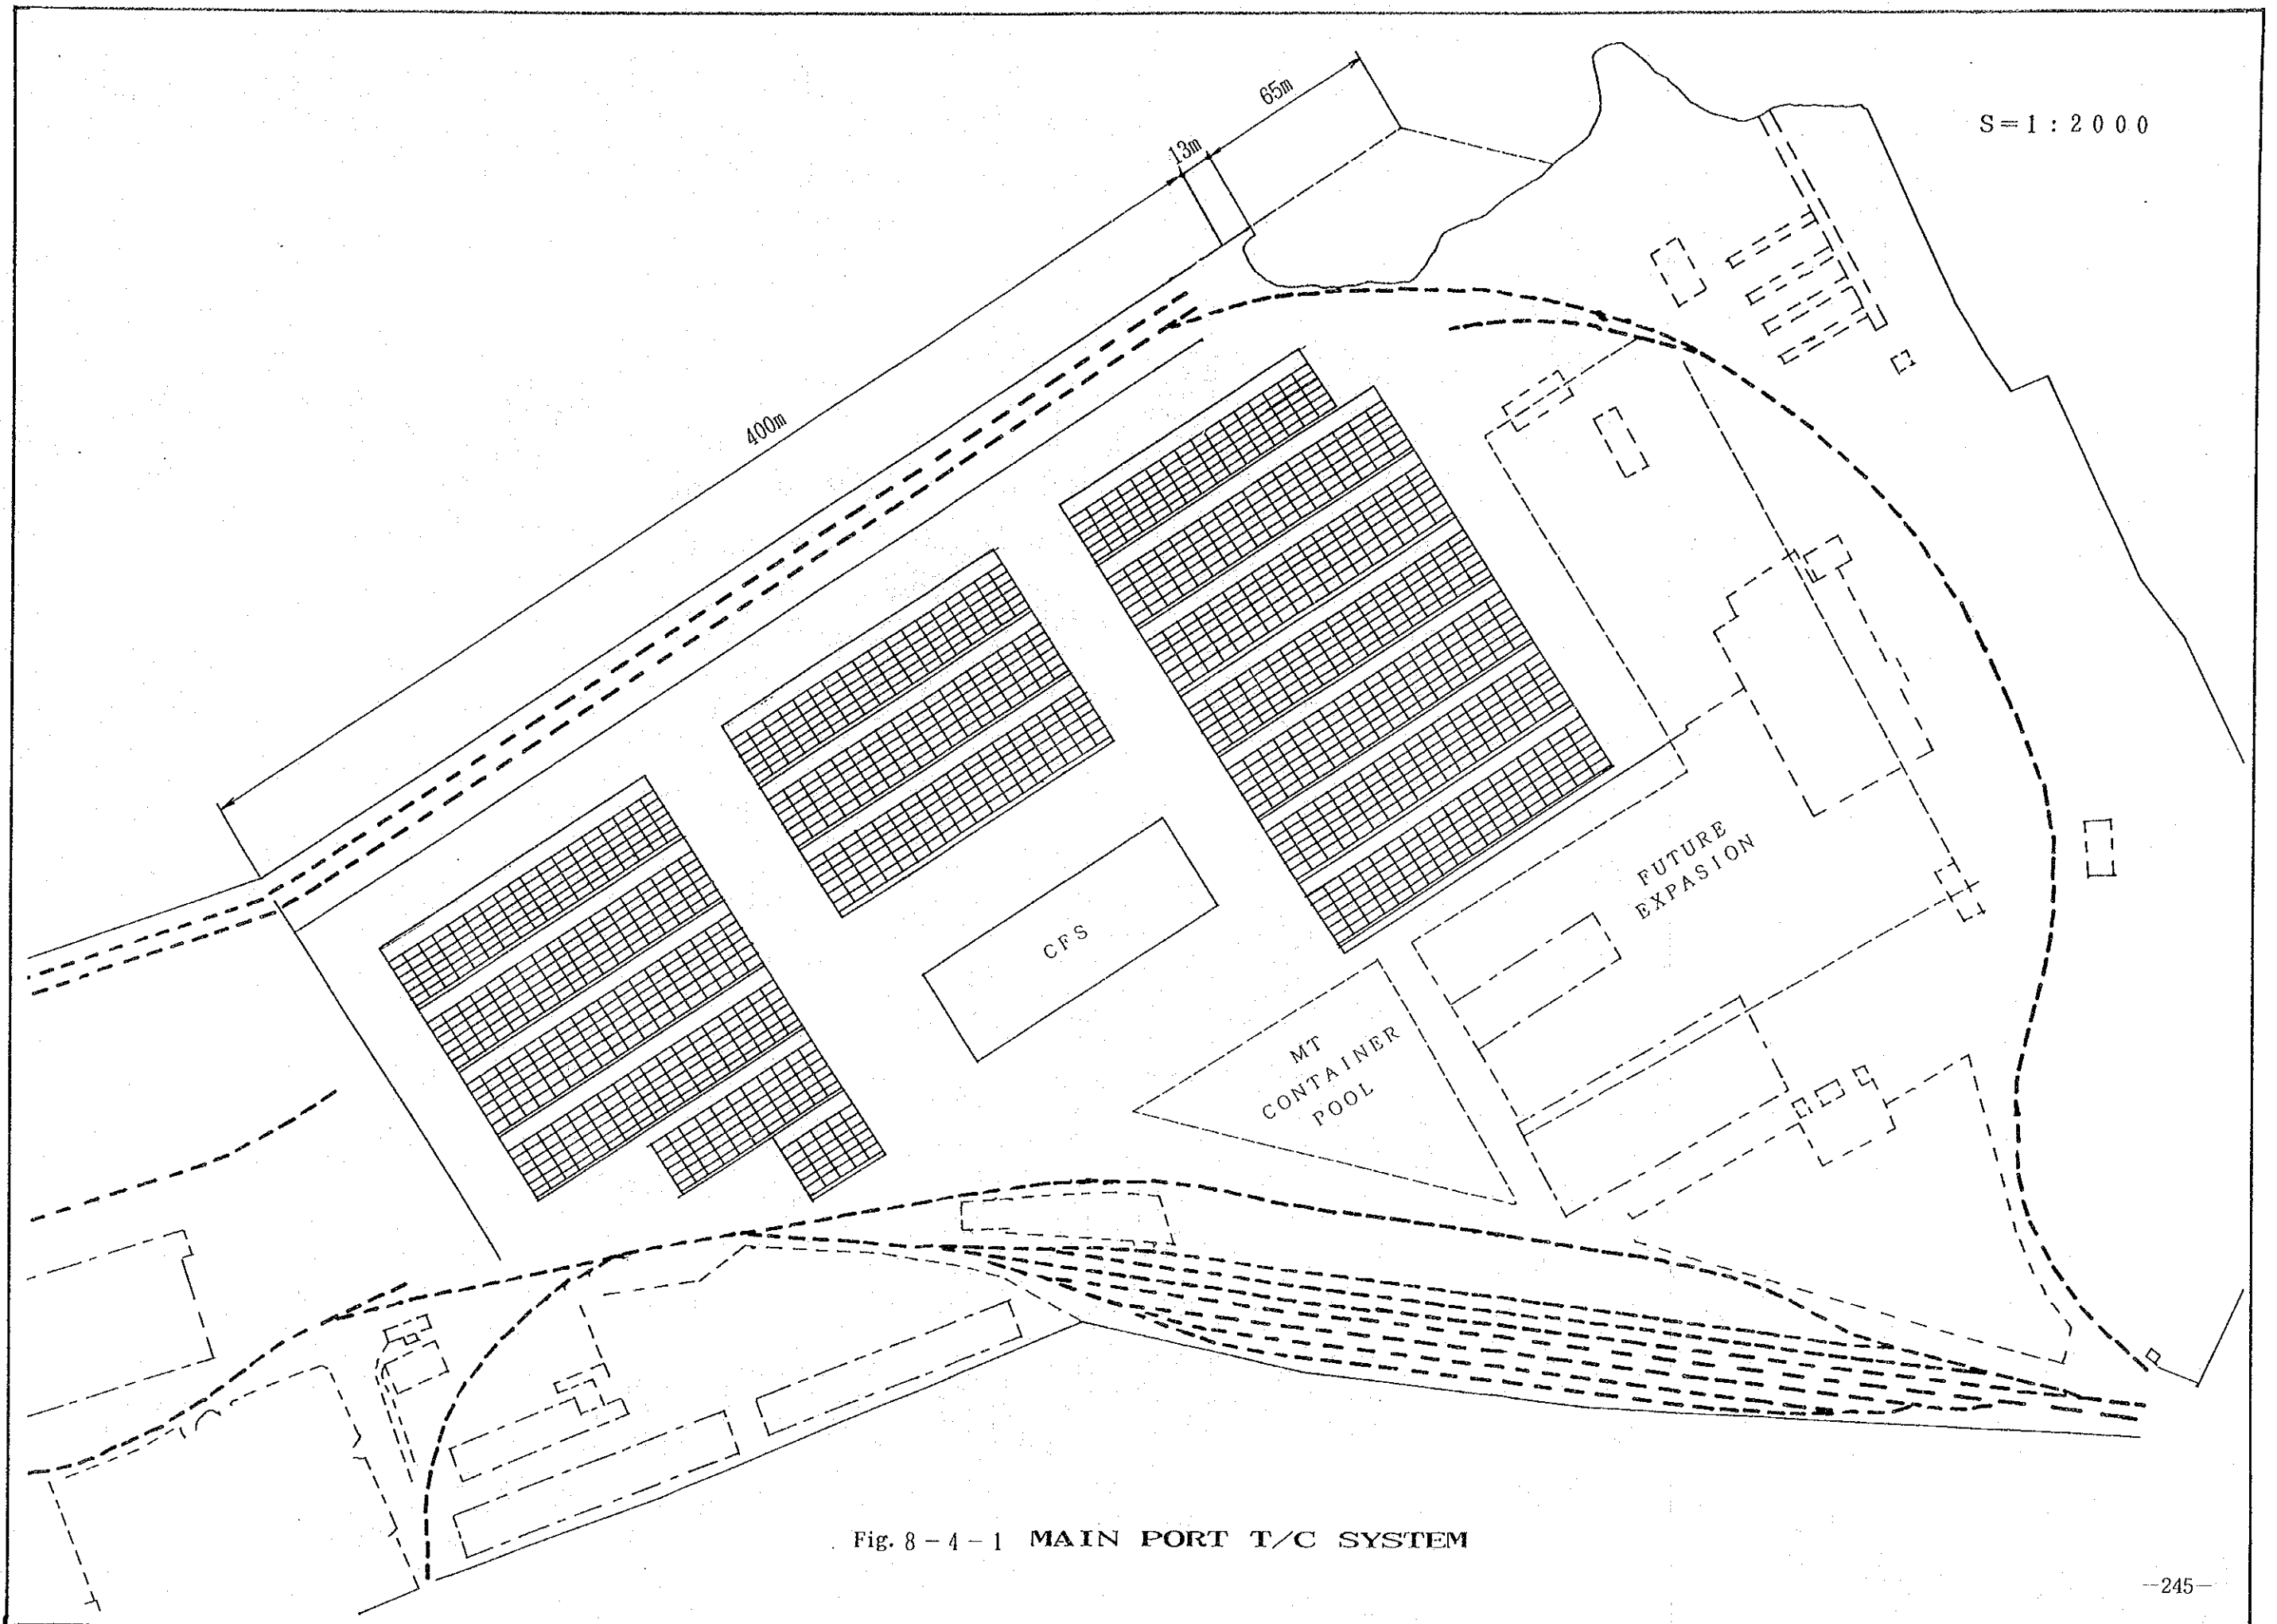 S=1:2000
65m
13m
400m
FUTURE
EXPASION
CFS
MT
CONTAINER
POOL
Fig. 8-4-1 MAIN PORT T/C SYSTEM
-245-